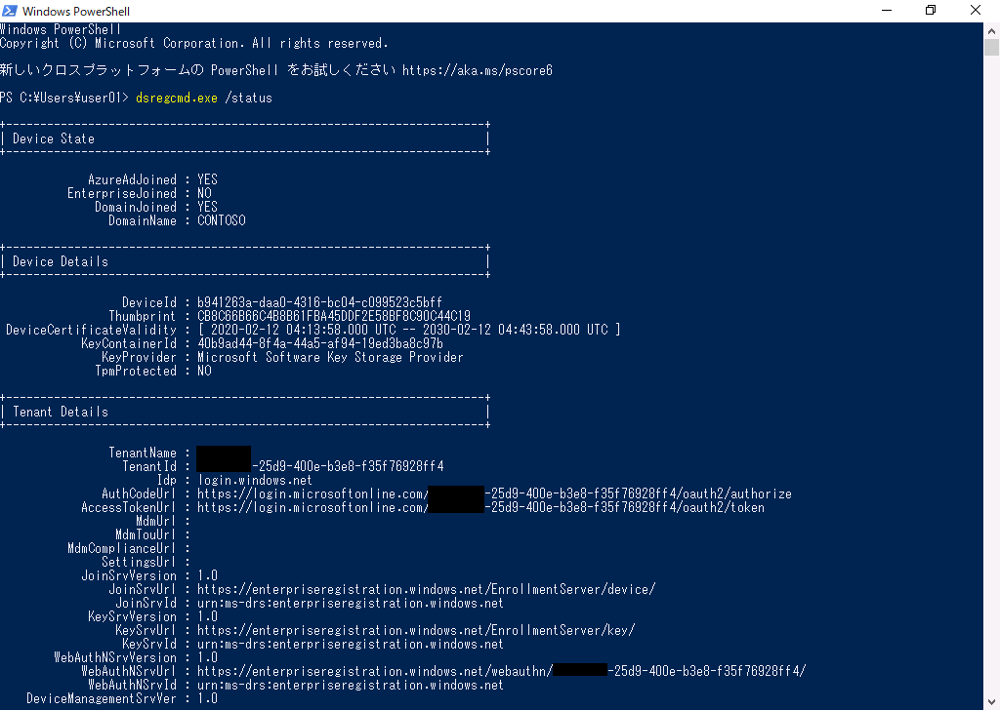 Windows PowerShell
Windows PowerShell
Copyright (C) Microsoft Corporation. All rights reserved.
新しいクロスプラットフォームの PowerShell をお試しください https://aka.ms/pscore6
PS C:¥Users¥user01> dsregcmd.exe /status
+----------------------------------------------------------------------+
| Device State                                                         |
+----------------------------------------------------------------------+
AzureAdJoined : YES
EnterpriseJoined : NO
DomainJoined : YES
DomainName : CONTOSO
+----------------------------------------------------------------------+
| Device Details                                                       |
+----------------------------------------------------------------------+
DeviceId : b941263a-daa0-4316-bc04-c099523c5bff
Thumbprint : CB8C66B66C4B8B61FBA45DDF2E58BF8C90C44C19
DeviceCertificateValidity : [ 2020-02-12 04:13:58.000 UTC -- 2030-02-12 04:43:58.000 UTC ]
KeyContainerId : 40b9ad44-8f4a-44a5-af94-19ed3ba8c97b
KeyProvider : Microsoft Software Key Storage Provider
TpmProtected : NO
+----------------------------------------------------------------------+
| Tenant Details                                                       |
+----------------------------------------------------------------------+
TenantName :
TenantId : -25d9-400e-b3e8-f35f76928ff4
Idp : login.windows.net
AuthCodeUrl : https://login.microsoftonline.com/-25d9-400e-b3e8-f35f76928ff4/oauth2/authorize
AccessTokenUrl : https://login.microsoftonline.com/-25d9-400e-b3e8-f35f76928ff4/oauth2/token
MdmUrl :
MdmTouUrl :
MdmComplianceUrl :
SettingsUrl :
JoinSrvVersion : 1.0
JoinSrvUrl : https://enterpriseregistration.windows.net/EnrollmentServer/device/
JoinSrvId : urn:ms-drs:enterpriseregistration.windows.net
KeySrvVersion : 1.0
KeySrvUrl : https://enterpriseregistration.windows.net/EnrollmentServer/key/
KeySrvId : urn:ms-drs:enterpriseregistration.windows.net
WebAuthNSrvVersion : 1.0
WebAuthNSrvUrl : https://enterpriseregistration.windows.net/webauthn/-25d9-400e-b3e8-f35f76928ff4/
WebAuthNSrvId : urn:ms-drs:enterpriseregistration.windows.net
DeviceManagementSrvVer : 1.0